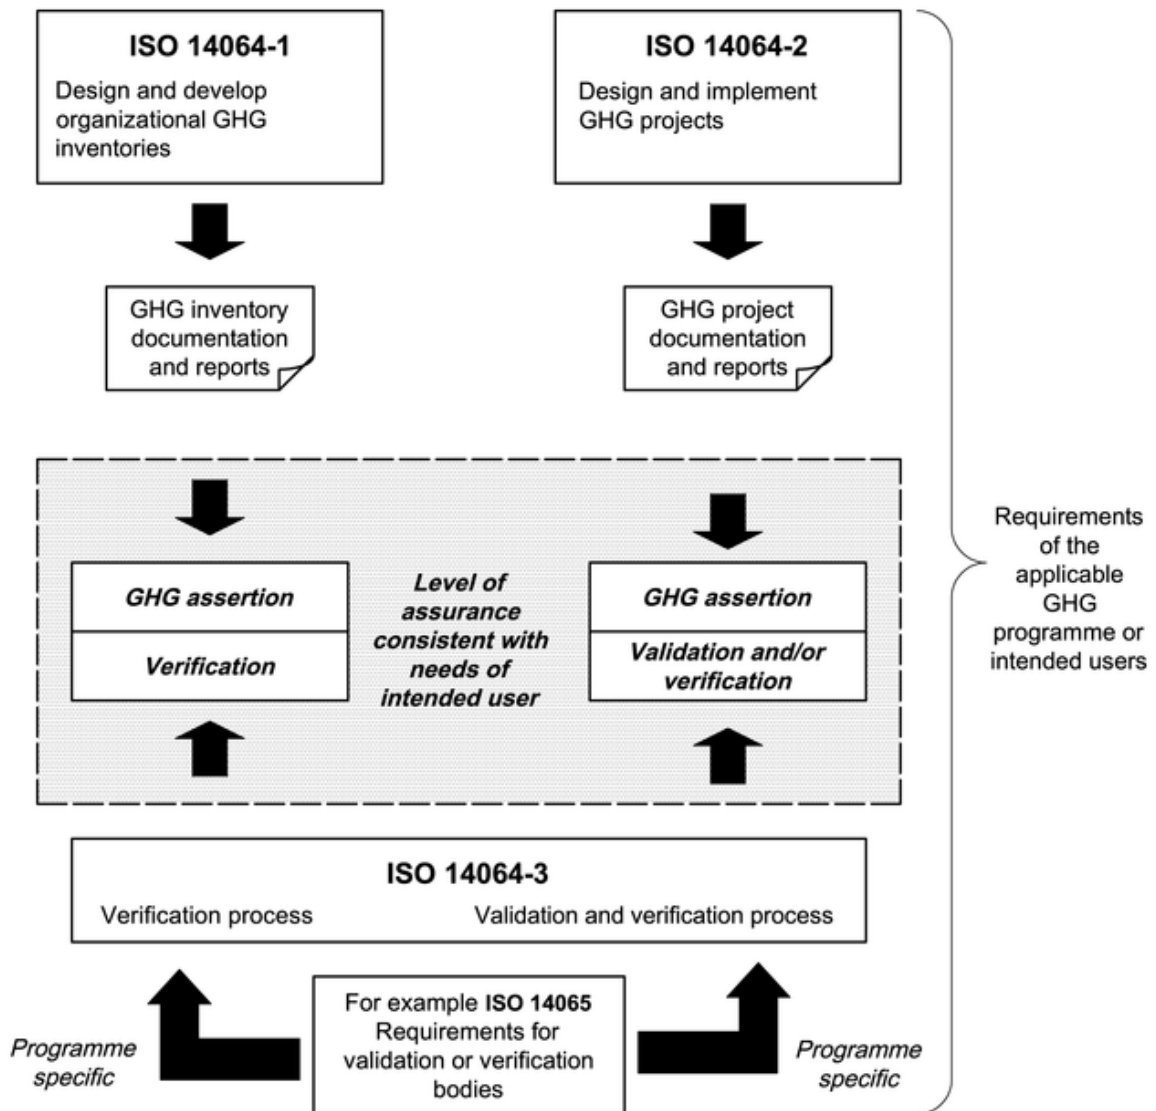 ISO 14064-1
Design and develop
organizational GHG
inventories
ISO 14064-2
Design and implement
GHG projects
GHG inventory
documentation
and reports
GHG project
documentation
and reports
GHG assertion
Verification
Level of
assurance
consistent with
needs of
intended user
GHG assertion
Validation and/or
verification
Requirements
of the
applicable
GHG
programme or
intended users
ISO 14064-3
Verification process
Validation and verification process
Programme
specific
For example ISO 14065
Requirements for
validation or verification
bodies
Programme
specific